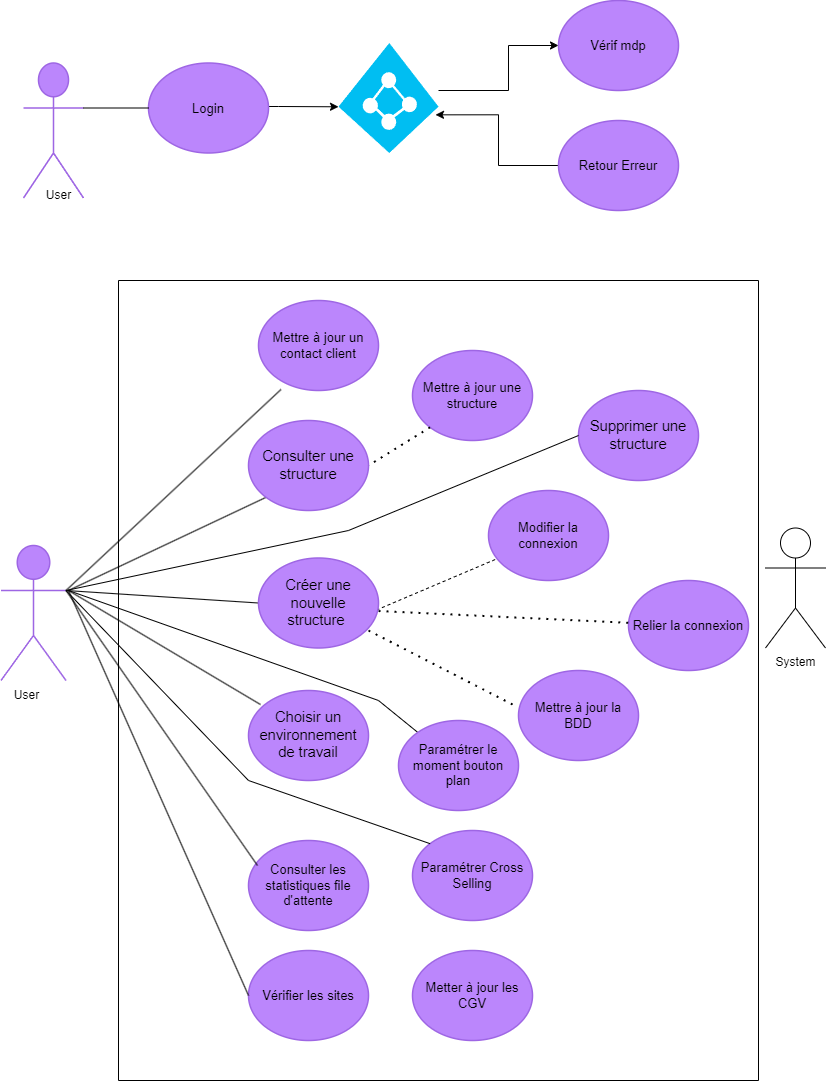 Vérif mdp
Login
Retour Erreur
User
Mettre à jour un
contact client
Mettre à jour une
structure
Supprimer une
structure
Consulter une
structure
Modifier la
connexion
Créer une
nouvelle
structure
Relier la connexion
System
User
Mettre à jour la
BDD
Choisir un
environnement
de travail
Paramétrer le
moment bouton
plan
Paramétrer Cross
Selling
Consulter les
statistiques file
d'attente
Vérifier les sites
Metter à jour les
CGV